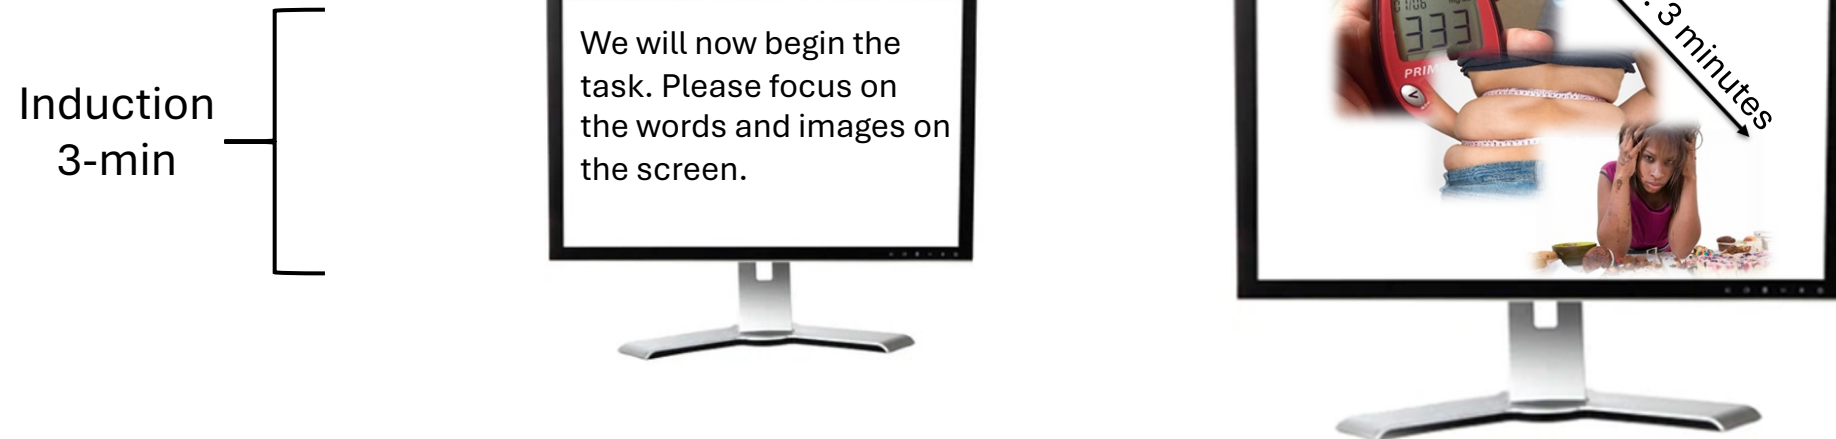 Induction
3-min
We will now begin the
task. Please focus on
the words and images on
the screen.
333
3 minutes